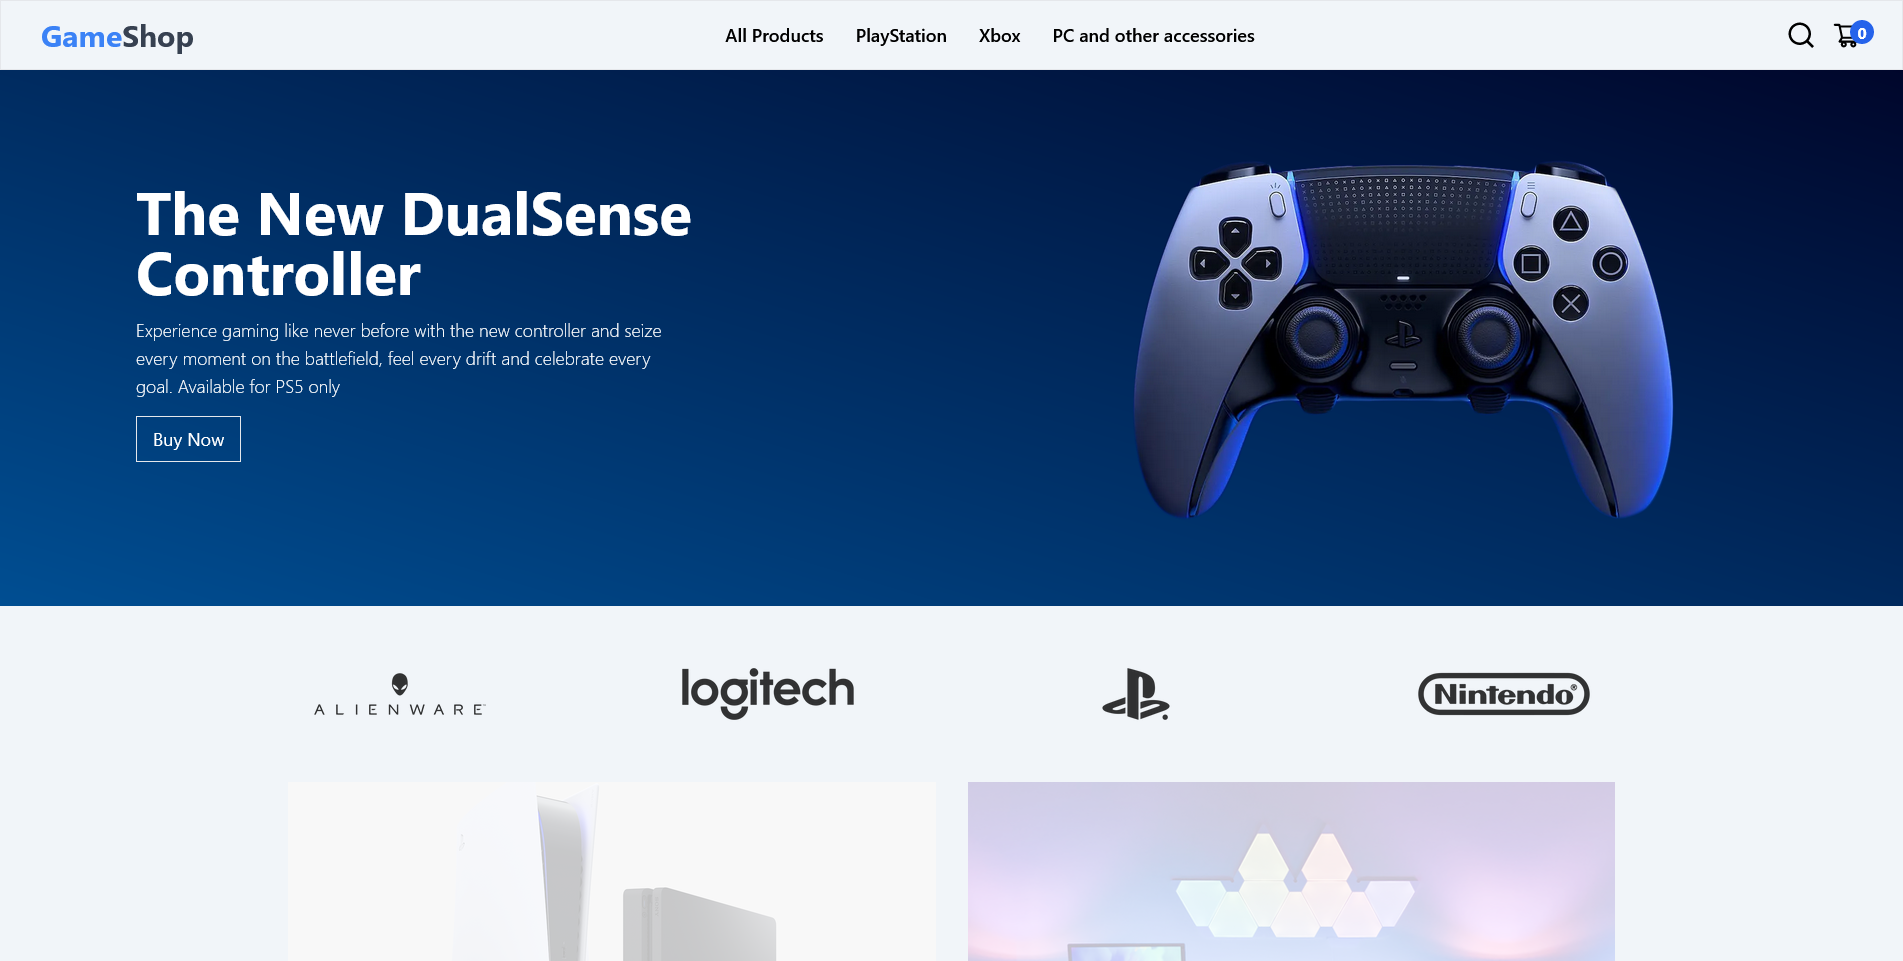 GameShop
All Products
PlayStation
Xbox
PC and other accessories
0
The New DualSense
Controller
Experience gaming like never before with the new controller and seize
every moment on the battlefield, feel every drift and celebrate every
goal. Available for PS5 only
Buy Now
ALIENWARE
logitech
Nintendo®